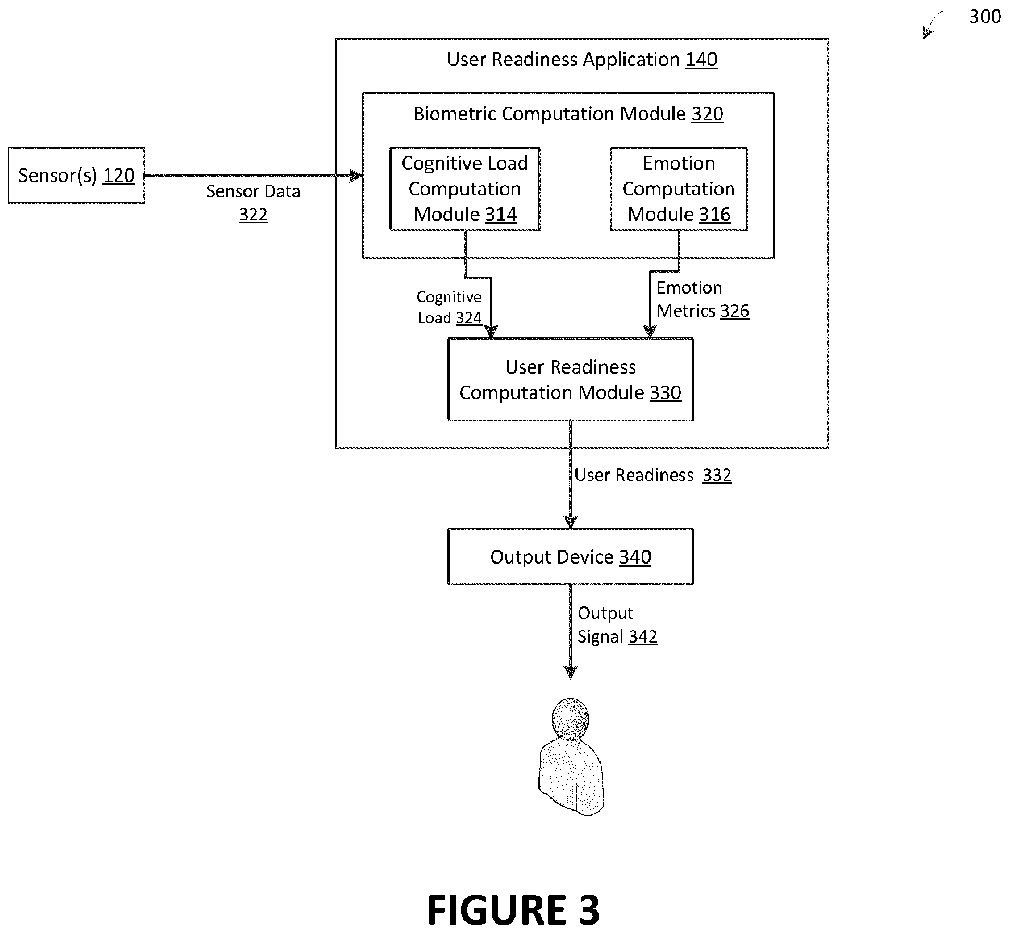 300
User Readiness Application 140
Biometric Computation Module 320
Sensor(s) 120
Sensor Data
322
Cognitive Load
Computation
Module 314
Emotion
Computation
Module 316
Cognitive
Load 324
Emotion
Metrics 326
User Readiness
Computation Module 330
User Readiness 332
Output Device 340
Output
Signal 342
FIGURE 3